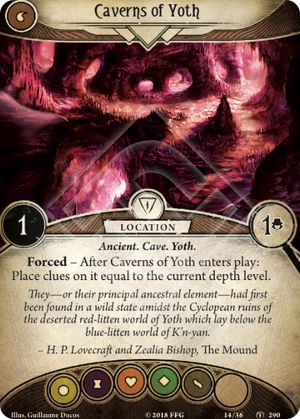 Caverns of Yoth
1
LOCATION
1
Ancient. Cave. Yoth.
Forced – After Caverns of Yoth enters play:
Place clues on it equal to the current depth level.
They—or their principal ancestral element—had first
been found in a wild state amidst the Cyclopean ruins of
the deserted red-litten world of Yoth which lay below the
blue-litten world of K'n-yan.
– H. P. Lovecraft and Zealia Bishop, The Mound
Illus. Guillaume Ducos © 2018 FFG 14/36 290